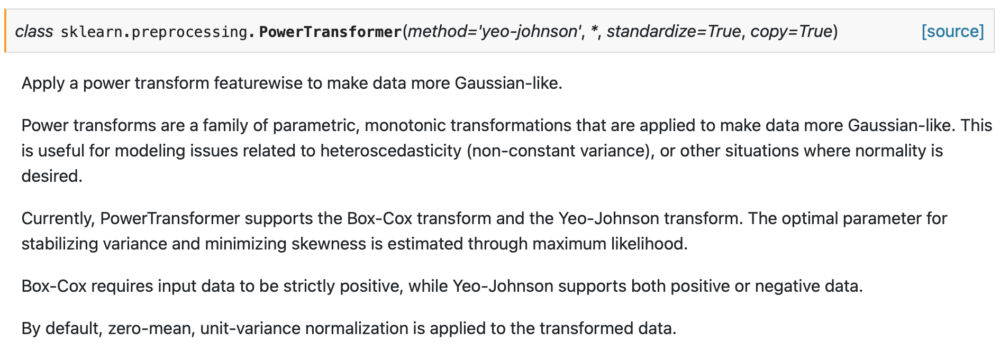 class sklearn.preprocessing.PowerTransformer(method='yeo-johnson', *, standardize=True, copy=True) [source]
Apply a power transform featurewise to make data more Gaussian-like.
Power transforms are a family of parametric, monotonic transformations that are applied to make data more Gaussian-like. This
is useful for modeling issues related to heteroscedasticity (non-constant variance), or other situations where normality is
desired.
Currently, PowerTransformer supports the Box-Cox transform and the Yeo-Johnson transform. The optimal parameter for
stabilizing variance and minimizing skewness is estimated through maximum likelihood.
Box-Cox requires input data to be strictly positive, while Yeo-Johnson supports both positive or negative data.
By default, zero-mean, unit-variance normalization is applied to the transformed data.